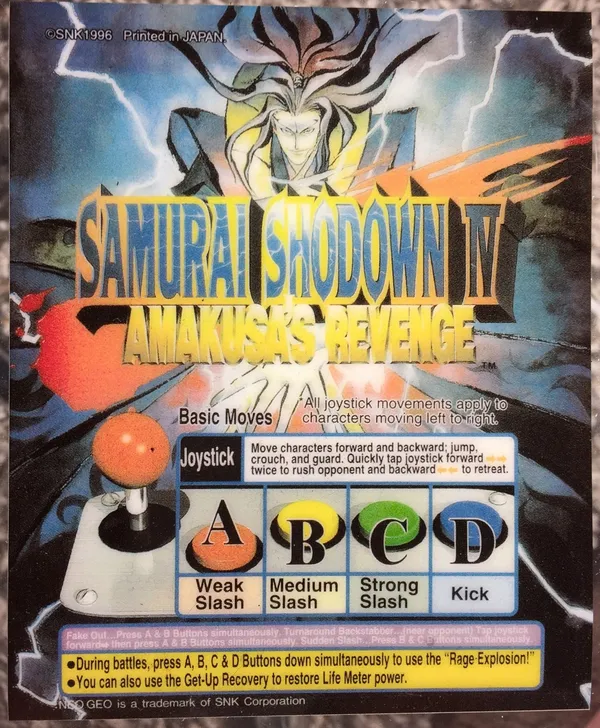 ©SNK1996 Printed in JAPAN
SAMURAI SHODOWN IV
AMAKUSA'S REVENGE™
Basic Moves
*All joystick movements apply to
characters moving left to right.
Joystick
Move characters forward and backward; jump,
crouch, and guard. Quickly tap joystick forward ➡➡
twice to rush opponent and backward ⬅⬅ to retreat.
A B C D
Weak Slash
Medium Slash
Strong Slash
Kick
Fake Out...Press A & B Buttons simultaneously. Turnaround Backstabber...(near opponent) Tap joystick
forward➡ then press A & B Buttons simultaneously. Sudden Slash...Press B & C Buttons simultaneously.
●During battles, press A, B, C & D Buttons down simultaneously to use the "Rage Explosion!"
●You can also use the Get-Up Recovery to restore Life Meter power.
NEO GEO is a trademark of SNK Corporation